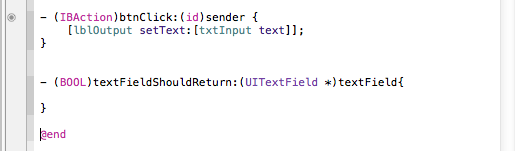 - (IBAction)btnClick:(id)sender {
[lblOutput setText:[txtInput text]];
}
- (BOOL)textFieldShouldReturn:(UITextField *)textField{
}
@end